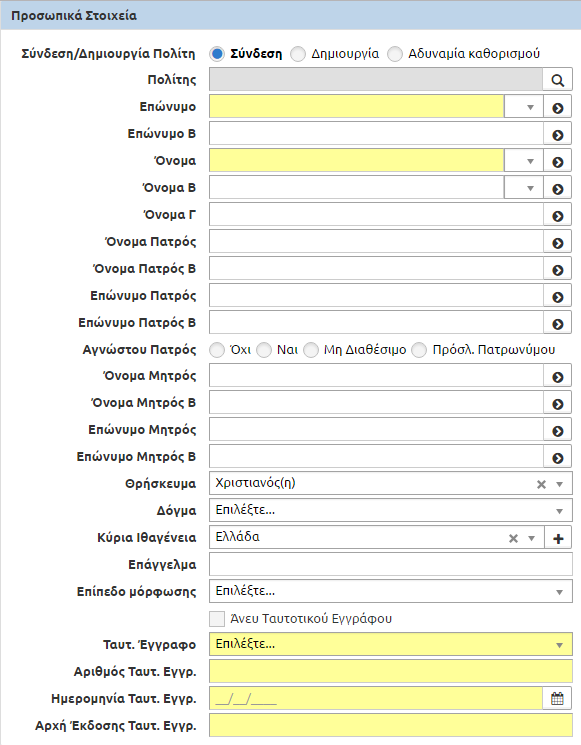 Προσωπικά Στοιχεία
Σύνδεση/Δημιουργία Πολίτη Σύνδεση Δημιουργία Αδυναμία καθορισμού
Πολίτης
Επώνυμο
Επώνυμο Β
Όνομα
Όνομα Β
Όνομα Γ
Όνομα Πατρός
Όνομα Πατρός Β
Επώνυμο Πατρός
Επώνυμο Πατρός Β
Αγνώστου Πατρός Όχι Ναι Μη Διαθέσιμο Πρόσλ. Πατρωνύμου
Όνομα Μητρός
Όνομα Μητρός Β
Επώνυμο Μητρός
Επώνυμο Μητρός Β
Θρήσκευμα Χριστιανός(η)
Δόγμα Επιλέξτε...
Κύρια Ιθαγένεια Ελλάδα
Επάγγελμα
Επίπεδο μόρφωσης Επιλέξτε...
Άνευ Ταυτοτικού Εγγράφου
Ταυτ. Έγγραφο Επιλέξτε...
Αριθμός Ταυτ. Εγγρ.
Ημερομηνία Ταυτ. Εγγρ. __/__/____
Αρχή Έκδοσης Ταυτ. Εγγρ.